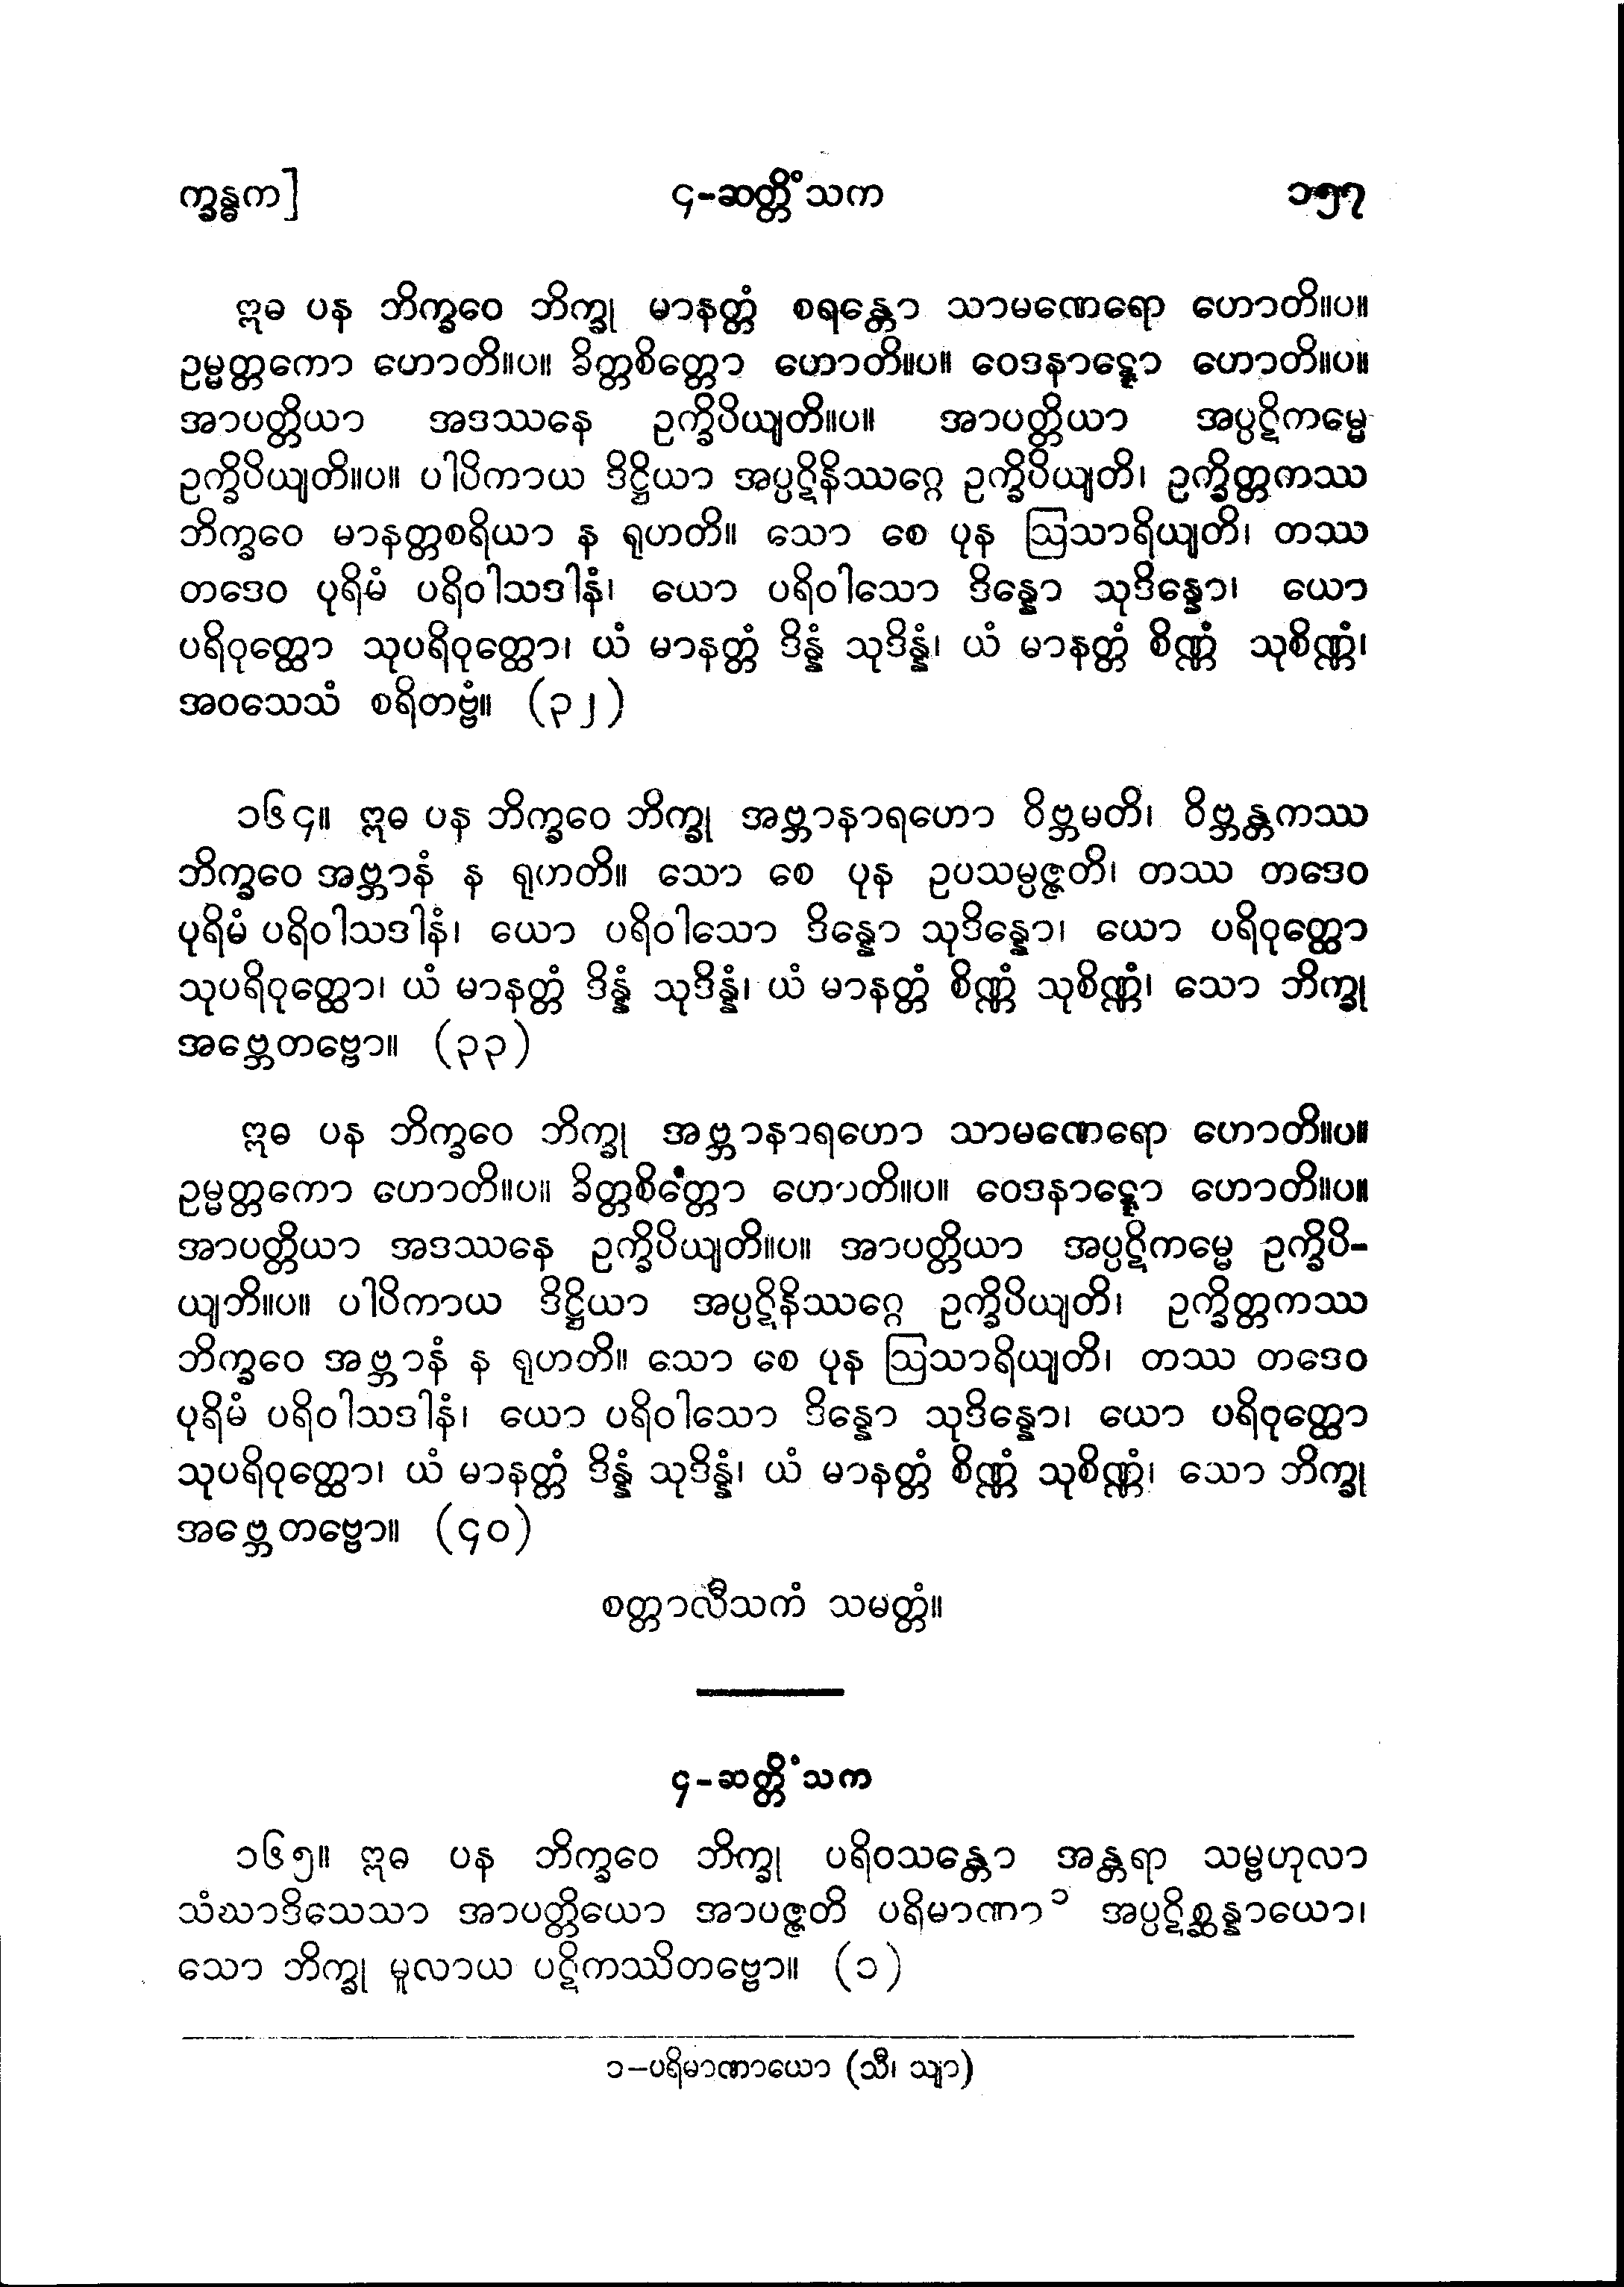 က္ခန္ဓက] ၄-ဆတ္တိံသက ၁၅၇
ဣဓ ပန ဘိက္ခဝေ ဘိက္ခု မာနတ္တံ စရန္တော သာမဏေရော ဟောတိ။ပ။
ဥမ္မတ္တကော ဟောတိ။ပ။ ခိတ္တစိတ္တော ဟောတိ။ပ။ ဝေဒနာဋ္ဋော ဟောတိ။ပ။
အာပတ္တိယာ အဒဿနေ ဥက္ခိပိယျတိ။ပ။ အာပတ္တိယာ အပ္ပဋိကမ္မေ
ဥက္ခိပိယျတိ။ပ။ ပါပိကာယ ဒိဋ္ဌိယာ အပ္ပဋိနိဿဂ္ဂေ ဥက္ခိပိယျတိ၊ ဥက္ခိတ္တကဿ
ဘိက္ခဝေ မာနတ္တစရိယာ န ရုဟတိ။ သော စေ ပုန ဩသာရိယျတိ၊ တဿ
တဒေဝ ပုရိမံ ပရိဝါသဒါနံ၊ ယော ပရိဝါသော ဒိန္နော သုဒိန္နော၊ ယော
ပရိဝုတ္ထော သုပရိဝုတ္ထော၊ ယံ မာနတ္တံ ဒိန္နံ သုဒိန္နံ၊ ယံ မာနတ္တံ စိဏ္ဏံ သုစိဏ္ဏံ၊
အဝသေသံ စရိတဗ္ဗံ။ (၃၂)
၁၆၄။ ဣဓ ပန ဘိက္ခဝေ ဘိက္ခု အဗ္ဘာနာရဟော ဝိဗ္ဘမတိ၊ ဝိဗ္ဘန္တကဿ
ဘိက္ခဝေ အဗ္ဘာနံ န ရုဟတိ။ သော စေ ပုန ဥပသမ္ပဇ္ဇတိ၊ တဿ တဒေဝ
ပုရိမံ ပရိဝါသဒါနံ၊ ယော ပရိဝါသော ဒိန္နော သုဒိန္နော၊ ယော ပရိဝုတ္ထော
သုပရိဝုတ္ထော၊ ယံ မာနတ္တံ ဒိန္နံ သုဒိန္နံ၊ ယံ မာနတ္တံ စိဏ္ဏံ သုစိဏ္ဏံ၊ သော ဘိက္ခု
အဗ္ဘေတဗ္ဗော။ (၃၃)
ဣဓ ပန ဘိက္ခဝေ ဘိက္ခု အဗ္ဘာနာရဟော သာမဏေရော ဟောတိ။ပ။
ဥမ္မတ္တကော ဟောတိ။ပ။ ခိတ္တစိတ္တော ဟောတိ။ပ။ ဝေဒနာဋ္ဋော ဟောတိ။ပ။
အာပတ္တိယာ အဒဿနေ ဥက္ခိပိယျတိ။ပ။ အာပတ္တိယာ အပ္ပဋိကမ္မေ ဥက္ခိပိ-
ယျတိ။ပ။ ပါပိကာယ ဒိဋ္ဌိယာ အပ္ပဋိနိဿဂ္ဂေ ဥက္ခိပိယျတိ၊ ဥက္ခိတ္တကဿ
ဘိက္ခဝေ အဗ္ဘာနံ န ရုဟတိ။ သော စေ ပုန ဩသာရိယျတိ၊ တဿ တဒေဝ
ပုရိမံ ပရိဝါသဒါနံ၊ ယော ပရိဝါသော ဒိန္နော သုဒိန္နော၊ ယော ပရိဝုတ္ထော
သုပရိဝုတ္ထော၊ ယံ မာနတ္တံ ဒိန္နံ သုဒိန္နံ၊ ယံ မာနတ္တံ စိဏ္ဏံ သုစိဏ္ဏံ၊ သော ဘိက္ခု
အဗ္ဘေတဗ္ဗော။ (၄၀)
စတ္တာလီသကံ သမတ္တံ။
၄-ဆတ္တိံသက
၁၆၅။ ဣဓ ပန ဘိက္ခဝေ ဘိက္ခု ပရိဝသန္တော အန္တရာ သမ္ဗဟုလာ
သံဃာဒိသေသာ အာပတ္တိယော အာပဇ္ဇတိ ပရိမာဏာ ၁ အပ္ပဋိစ္ဆန္နာယော၊
သော ဘိက္ခု မူလာယ ပဋိကဿိတဗ္ဗော။ (၁)
၁-ပရိမာဏာယော (သီ၊ သျာ)